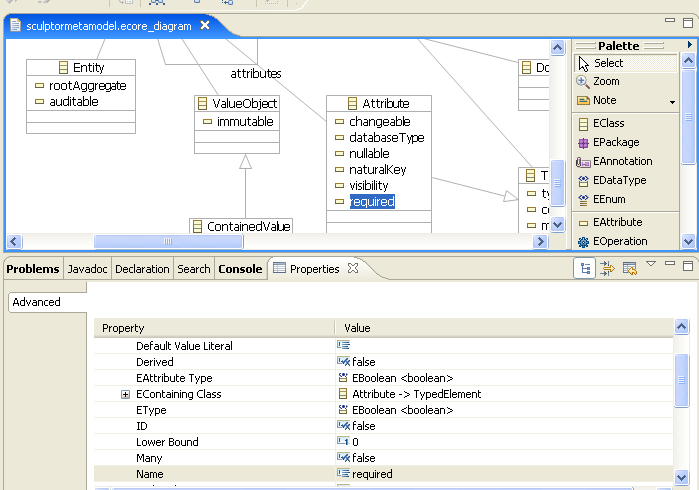 sculptormetamodel.ecore_diagram
Entity
rootAggregate
auditable
attributes
ValueObject
immutable
ContainedValue
Attribute
changeable
databaseType
nullable
naturalKey
visibility
required
Do
T
ty
co
m
Palette
Select
Zoom
Note
EClass
EPackage
EAnnotation
EDataType
EEnum
EAttribute
EOperation
Problems Javadoc Declaration Search Console Properties
Advanced
Property Value
Default Value Literal
Derived false
EAttribute Type EBoolean <boolean>
EContaining Class Attribute -> TypedElement
EType EBoolean <boolean>
ID false
Lower Bound 0
Many false
Name required